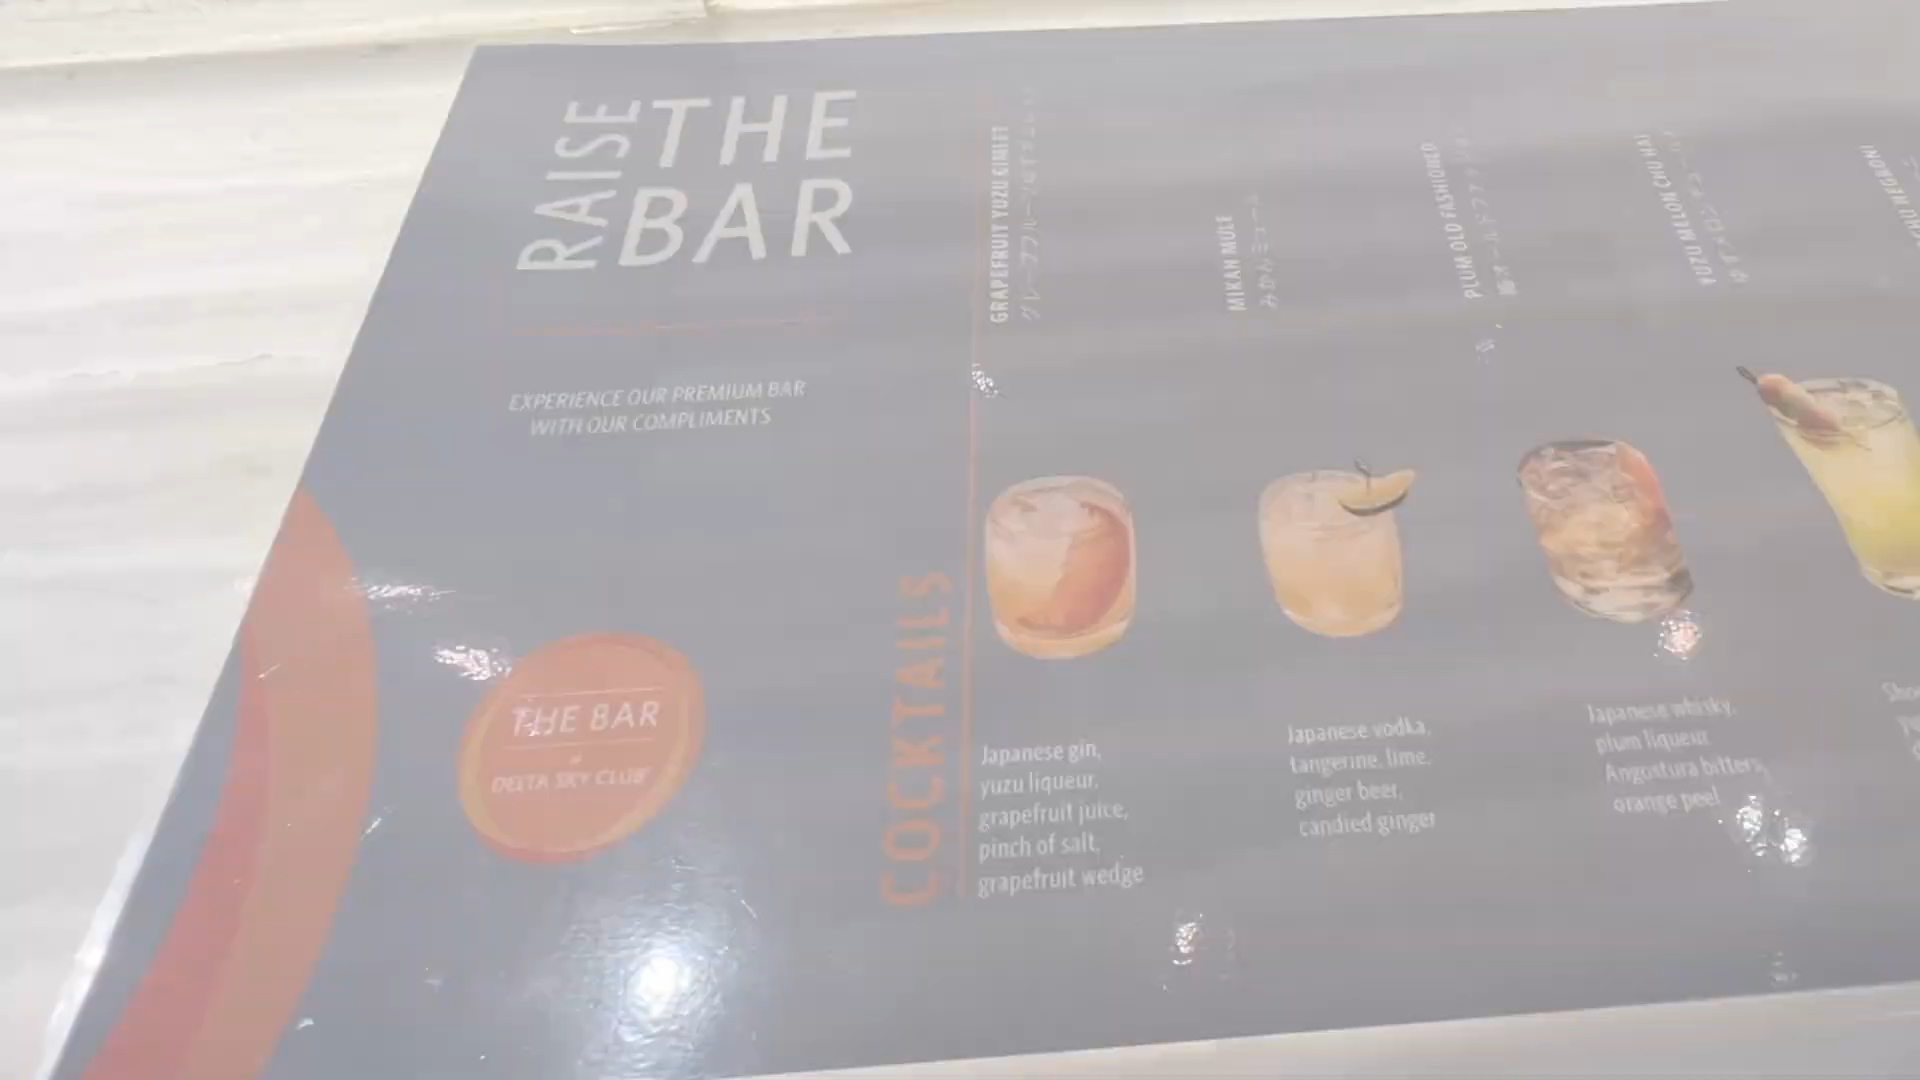 RAISE
THE
BAR
EXPERIENCE OUR PREMIUM BAR
WITH OUR COMPLIMENTS
THE BAR
DELTA SKY CLUB
COCKTAILS
GRAPEFRUIT YUZU GIMLET
Japanese gin,
yuzu liqueur,
grapefruit juice,
pinch of salt,
grapefruit wedge
MIKAN MULE
みかんミュール
Japanese vodka,
tangerine, lime,
ginger beer,
candied ginger
PLUM OLD FASHIONED
Japanese whisky,
plum liqueur
Angostura bitters,
orange peel
YUZU MELON CHU HAI
NEGRONI